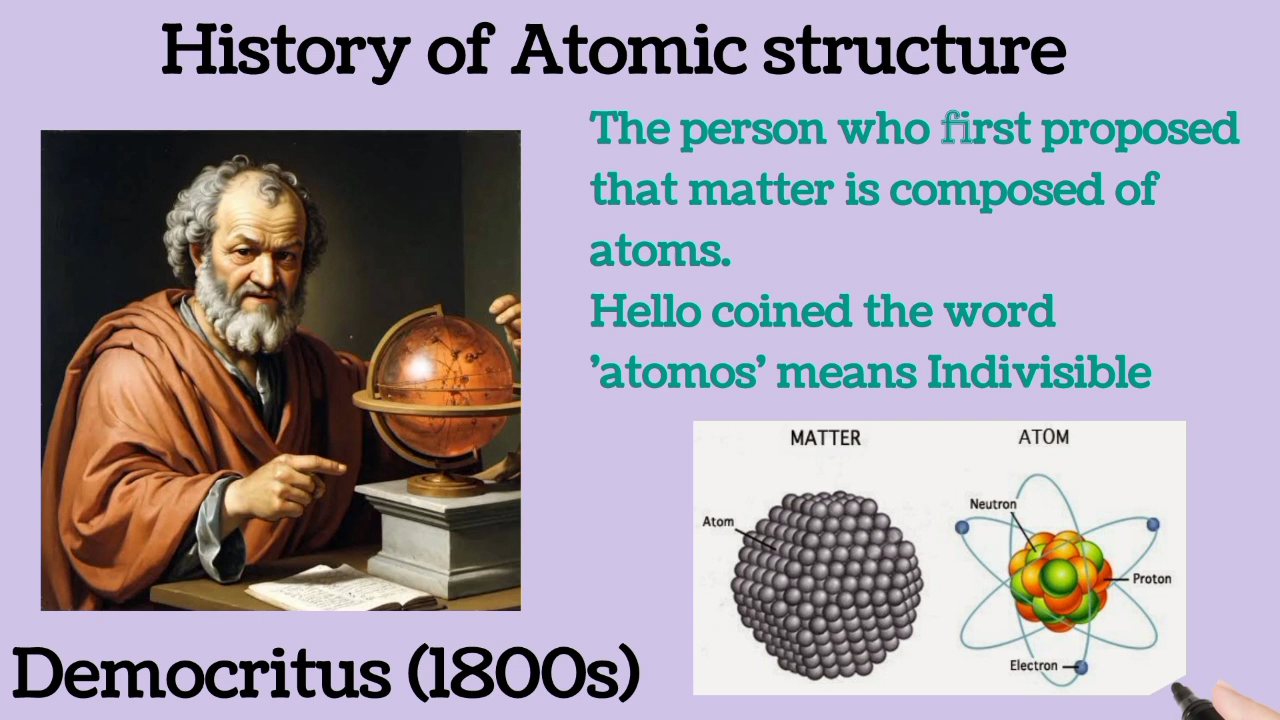 History of Atomic structure
The person who first proposed
that matter is composed of
atoms.
Hello coined the word
'atomos' means Indivisible
MATTER
ATOM
Atom
Neutron
Proton
Electron
Democritus (1800s)